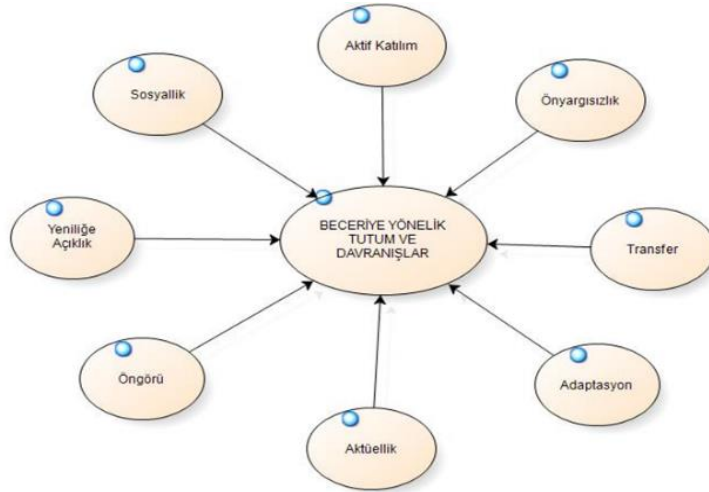 Aktif Katılım
Sosyallik
Önyargısızlık
BECERİYE YÖNELİK
TUTUM VE
DAVRANIŞLAR
Yeniliğe
Açıklık
Transfer
Öngörü
Adaptasyon
Aktüellik